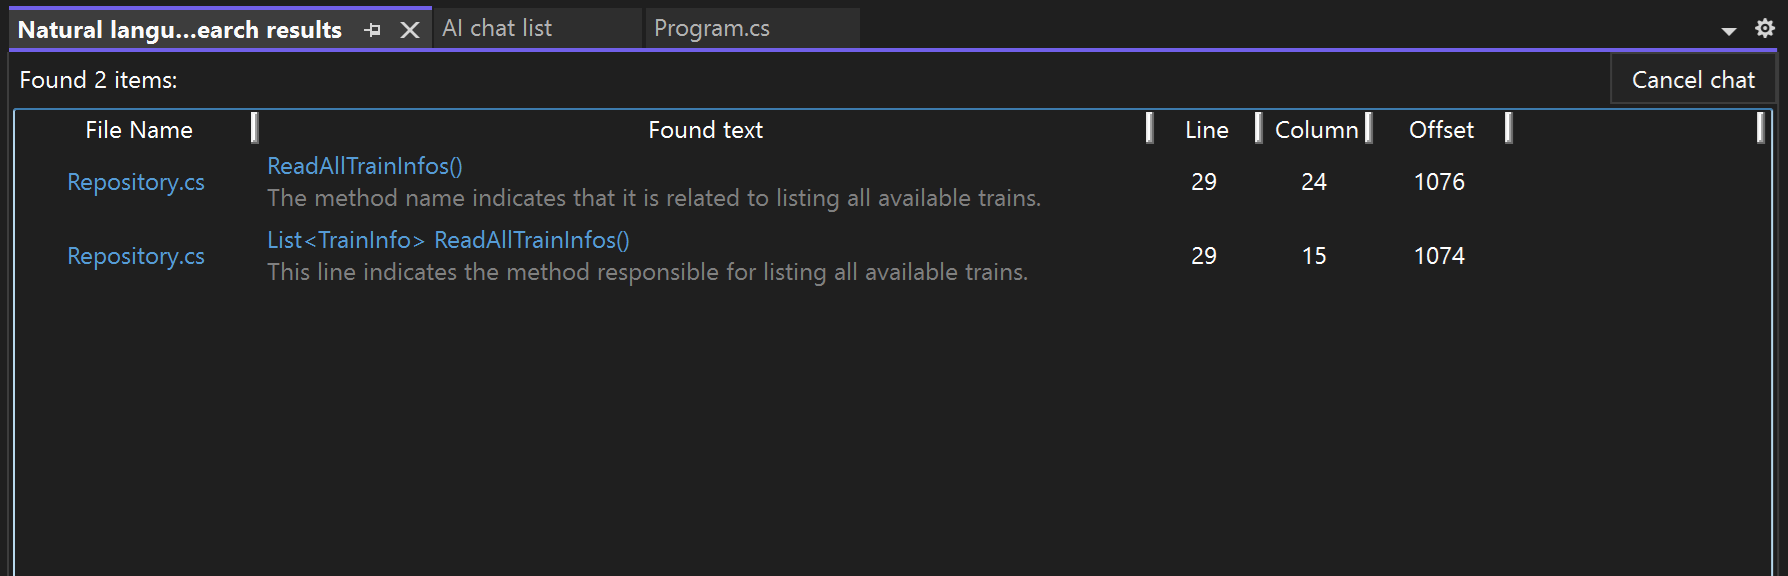 Natural langu...earch results
AI chat list
Program.cs
Found 2 items:
Cancel chat
File Name Found text Line Column Offset
ReadAllTrainInfos()
Repository.cs 29 24 1076
The method name indicates that it is related to listing all available trains.
List<TrainInfo> ReadAllTrainInfos()
Repository.cs 29 15 1074
This line indicates the method responsible for listing all available trains.